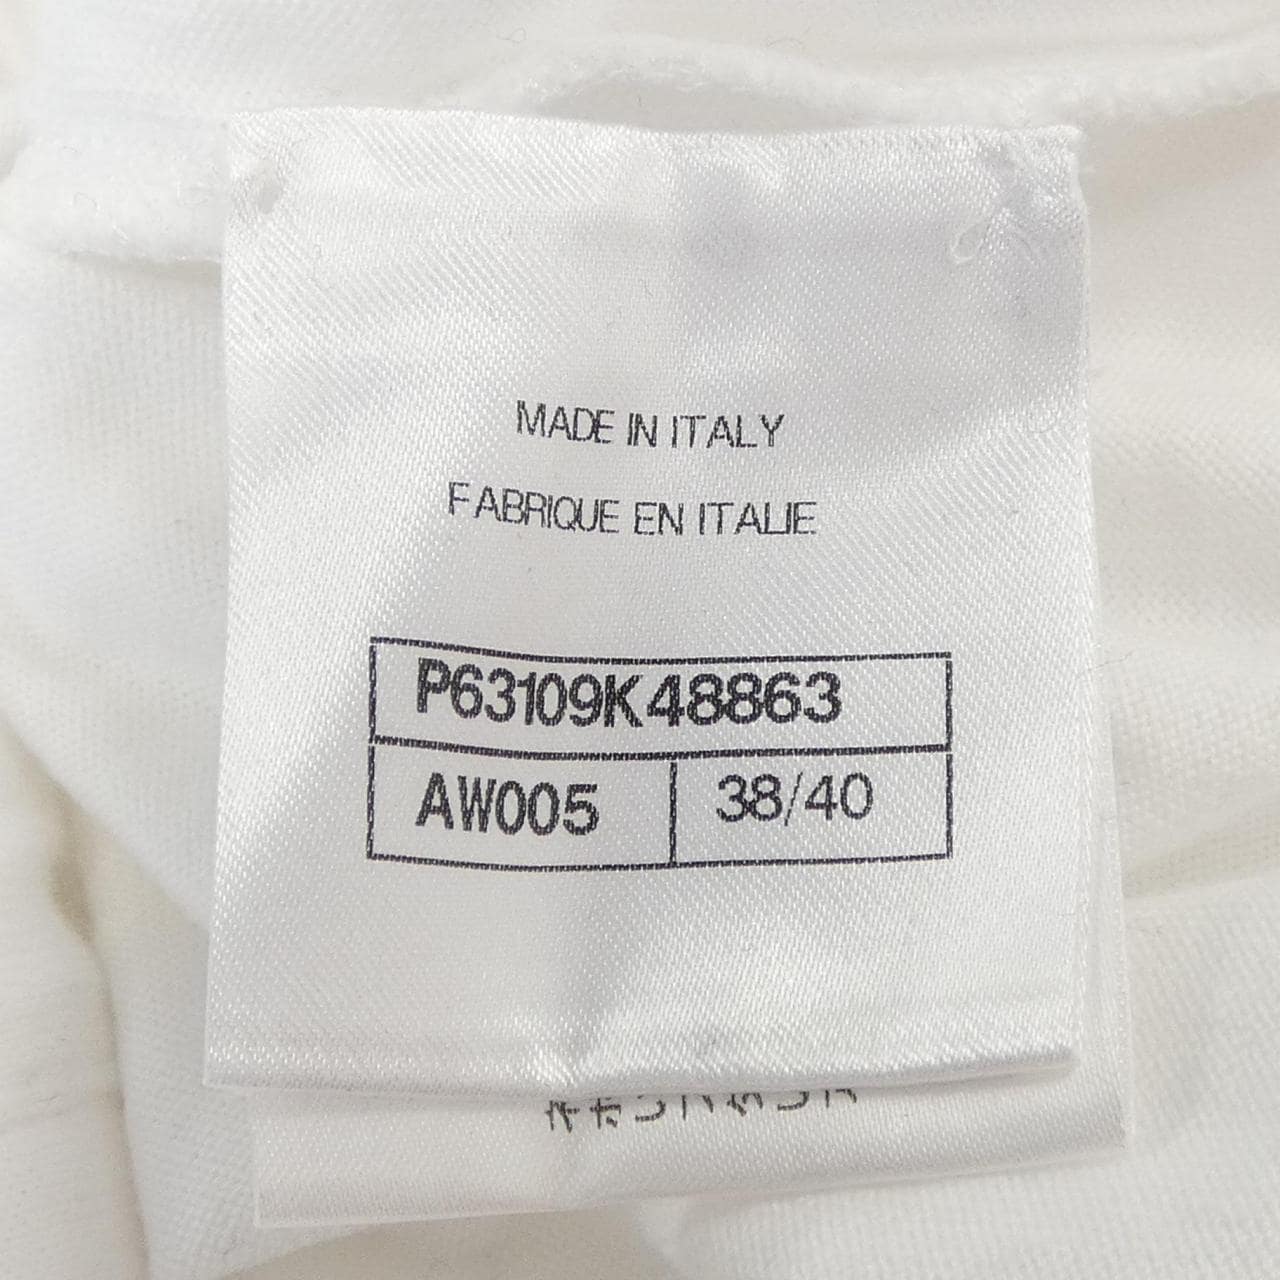 MADE IN ITALY
FABRIQUE EN ITALIE
P63109K48863
AW005 38/40